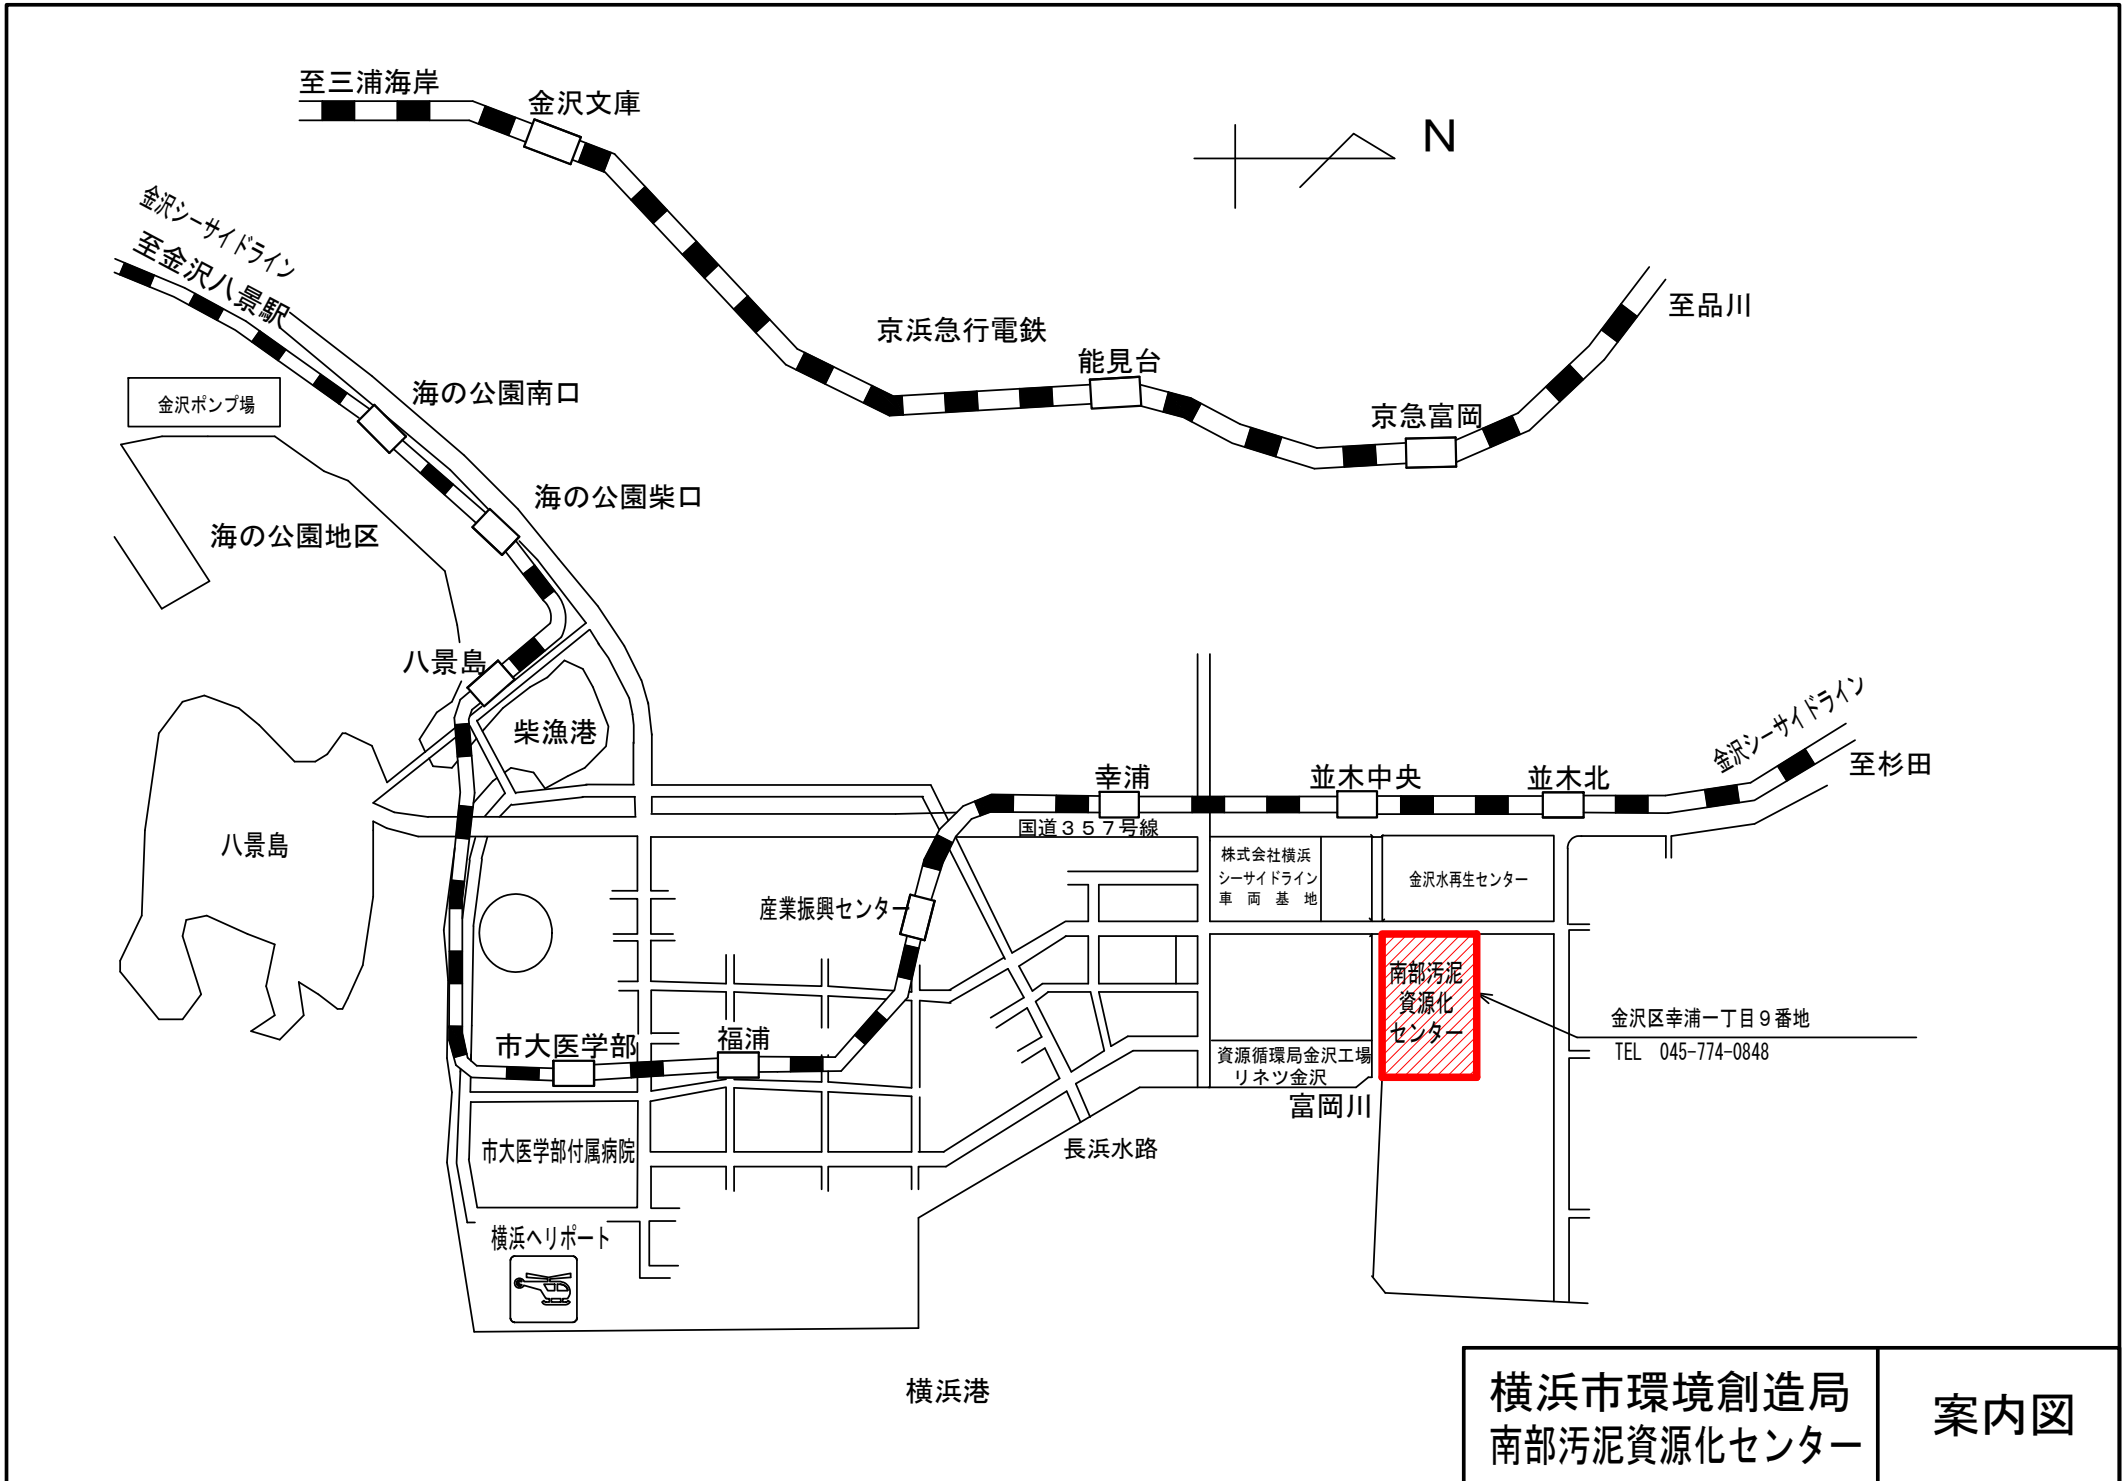 至三浦海岸
金沢文庫
N
金沢シーサイドライン
至金沢八景駅
至品川
京浜急行電鉄
能見台
海の公園南口
金沢ポンプ場
京急富岡
海の公園柴口
海の公園地区
八景島
柴漁港
金沢シーサイドライン
至杉田
幸浦
並木中央
並木北
国道357号線
八景島
株式会社横浜
シーサイドライン
車両基地
金沢水再生センター
産業振興センター
南部汚泥
資源化
センター
金沢区幸浦一丁目9番地
TEL 045-774-0848
市大医学部
福浦
資源循環局金沢工場
リネツ金沢
富岡川
長浜水路
市大医学部付属病院
横浜ヘリポート
横浜港
横浜市環境創造局
南部汚泥資源化センター
案内図